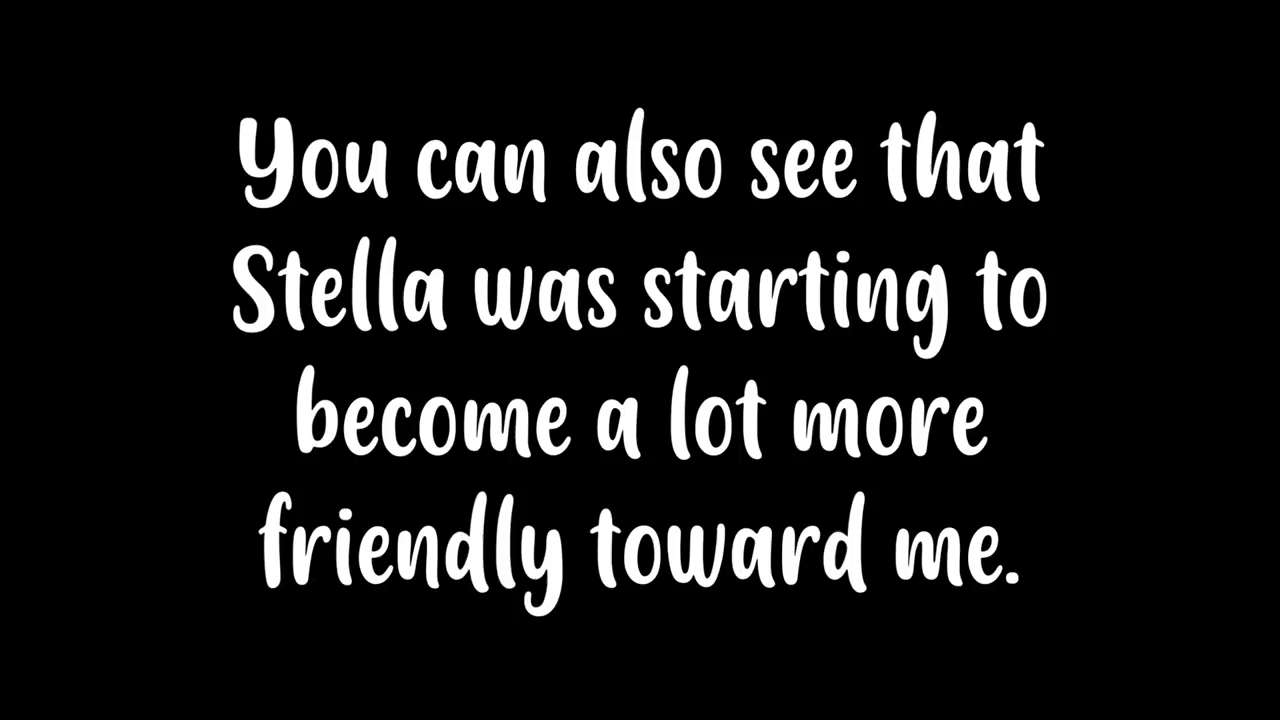 You can also see that
Stella was starting to
become a lot more
friendly toward me.